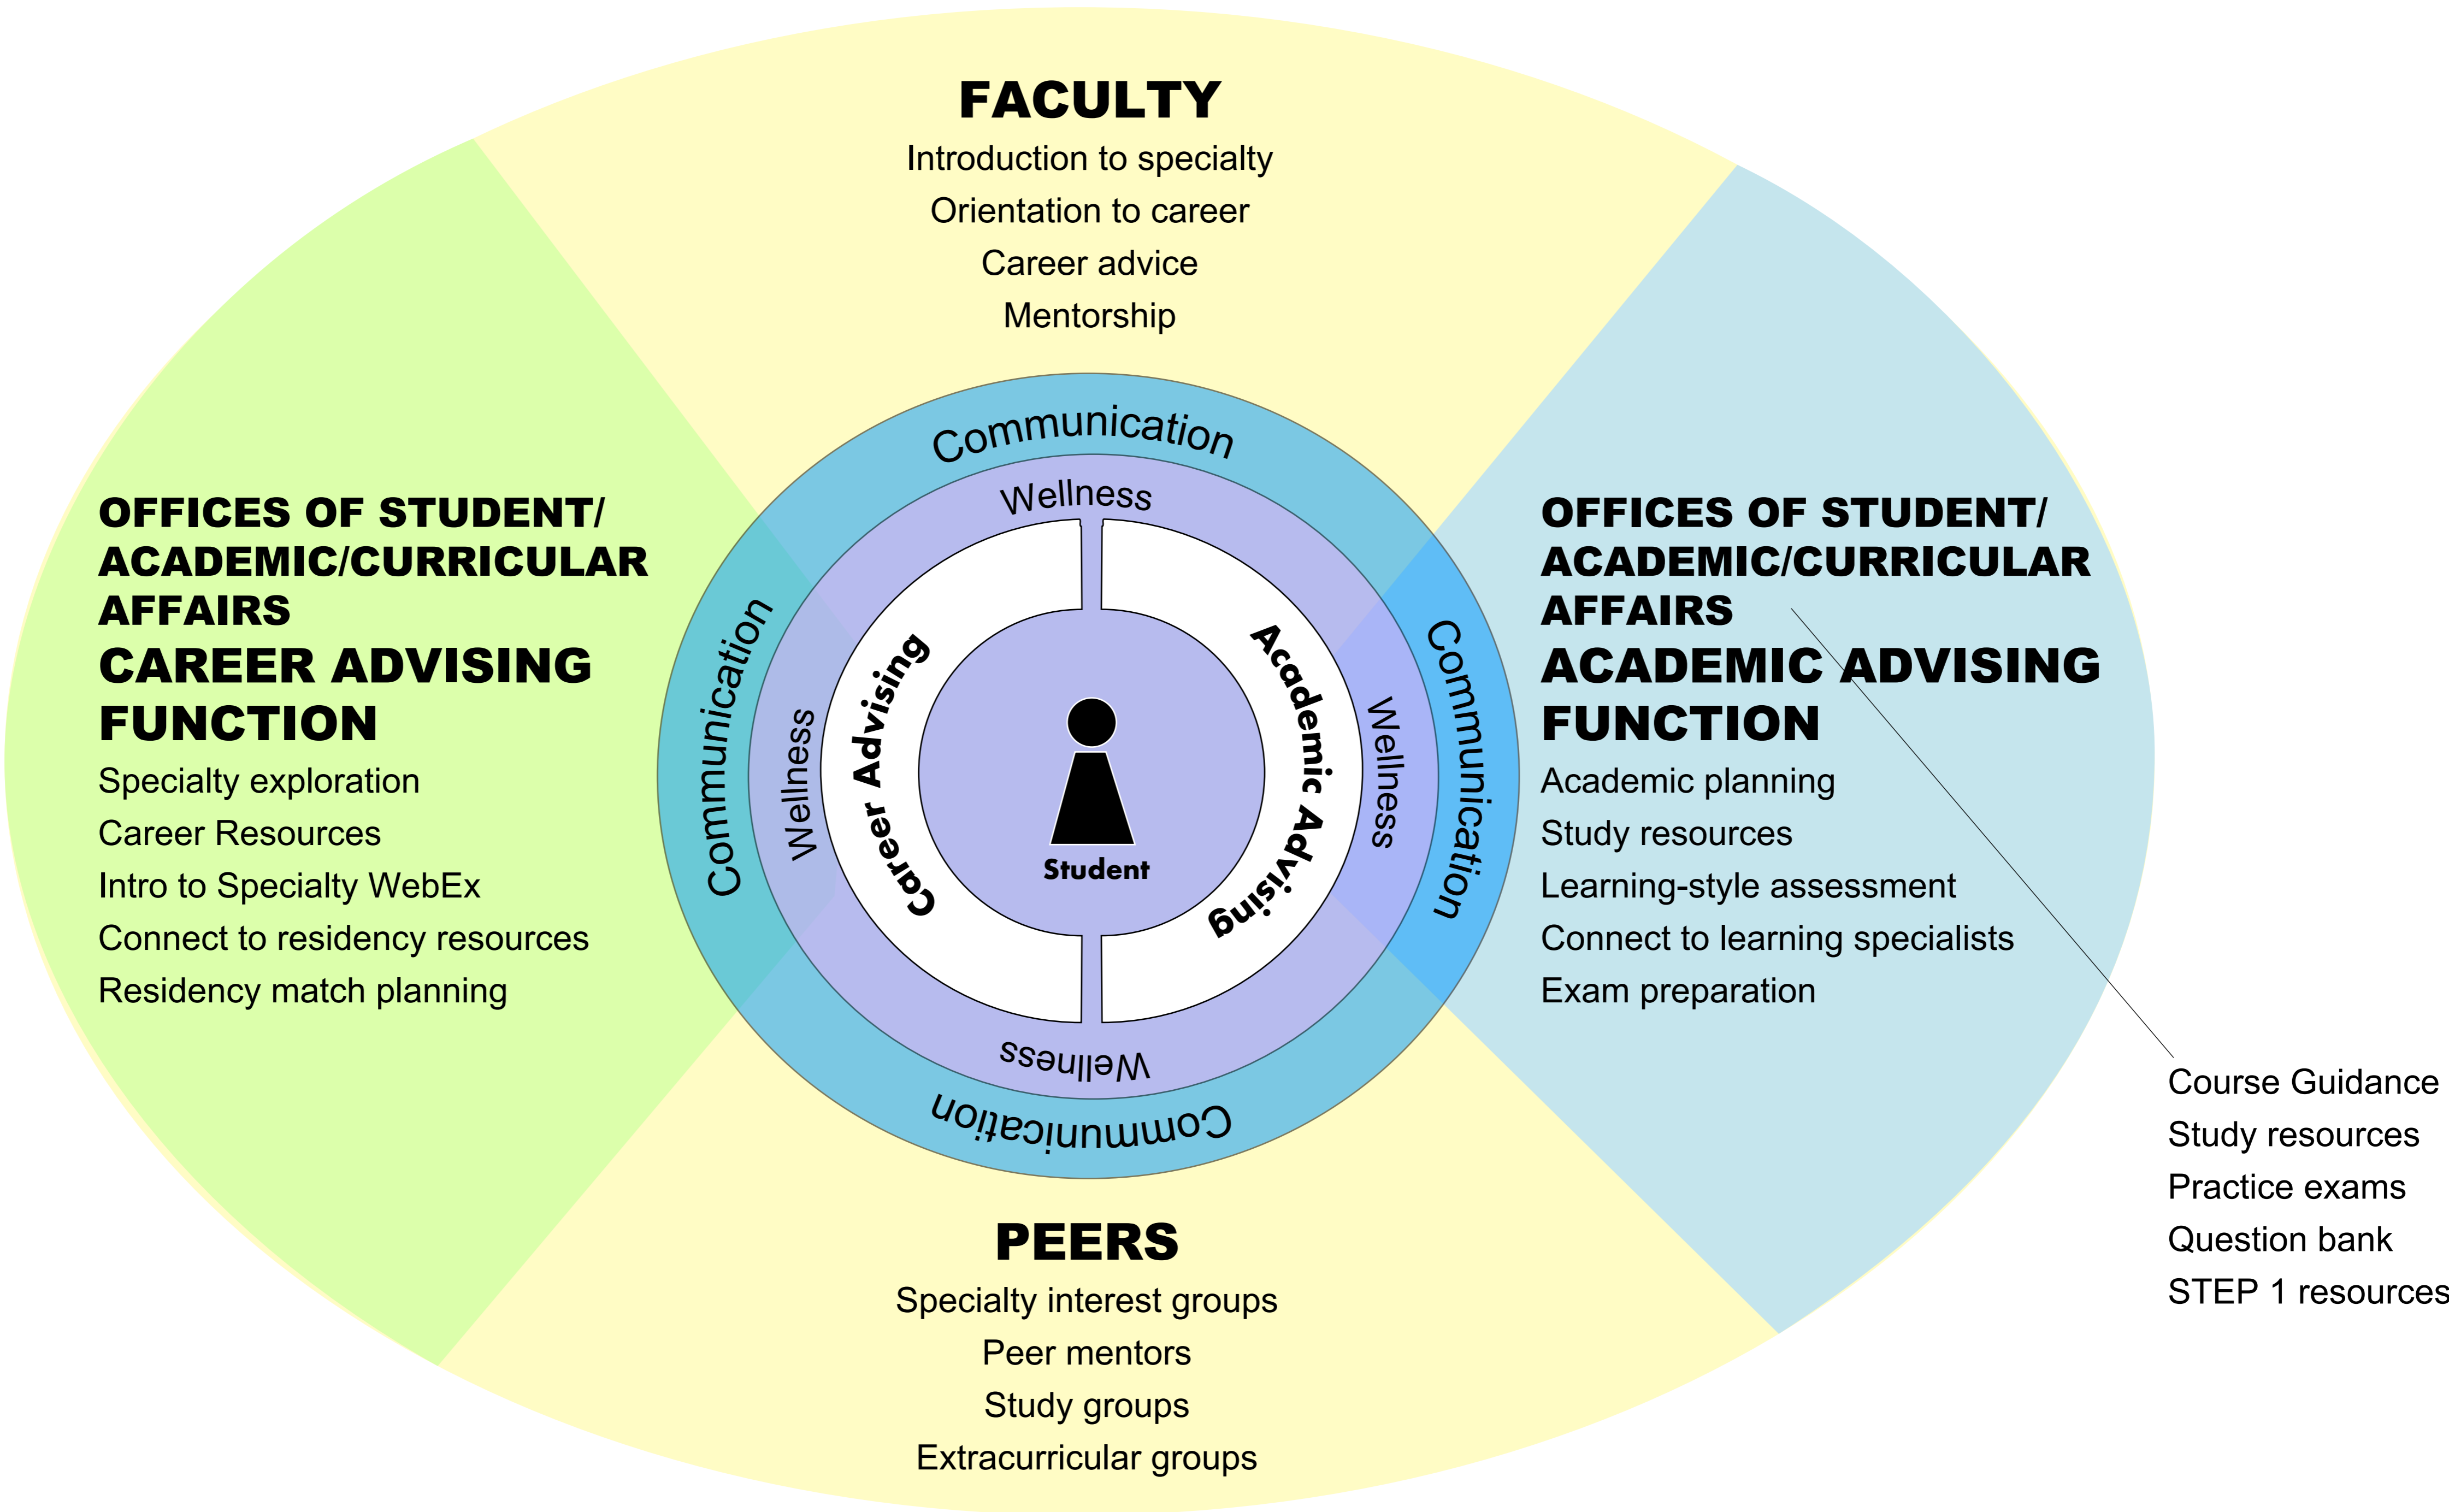 FACULTY
Introduction to specialty
Orientation to career
Career advice
Mentorship
OFFICES OF STUDENT/
ACADEMIC/CURRICULAR
AFFAIRS
CAREER ADVISING
FUNCTION
Specialty exploration
Career Resources
Intro to Specialty WebEx
Connect to residency resources
Residency match planning
Communication
Wellness
Communication
Wellness
Career Advising
Student
Academic Advising
Wellness
Communication
Wellness
Communication
OFFICES OF STUDENT/
ACADEMIC/CURRICULAR
AFFAIRS
ACADEMIC ADVISING
FUNCTION
Academic planning
Study resources
Learning-style assessment
Connect to learning specialists
Exam preparation
Course Guidance
Study resources
Practice exams
Question bank
STEP 1 resources
PEERS
Specialty interest groups
Peer mentors
Study groups
Extracurricular groups